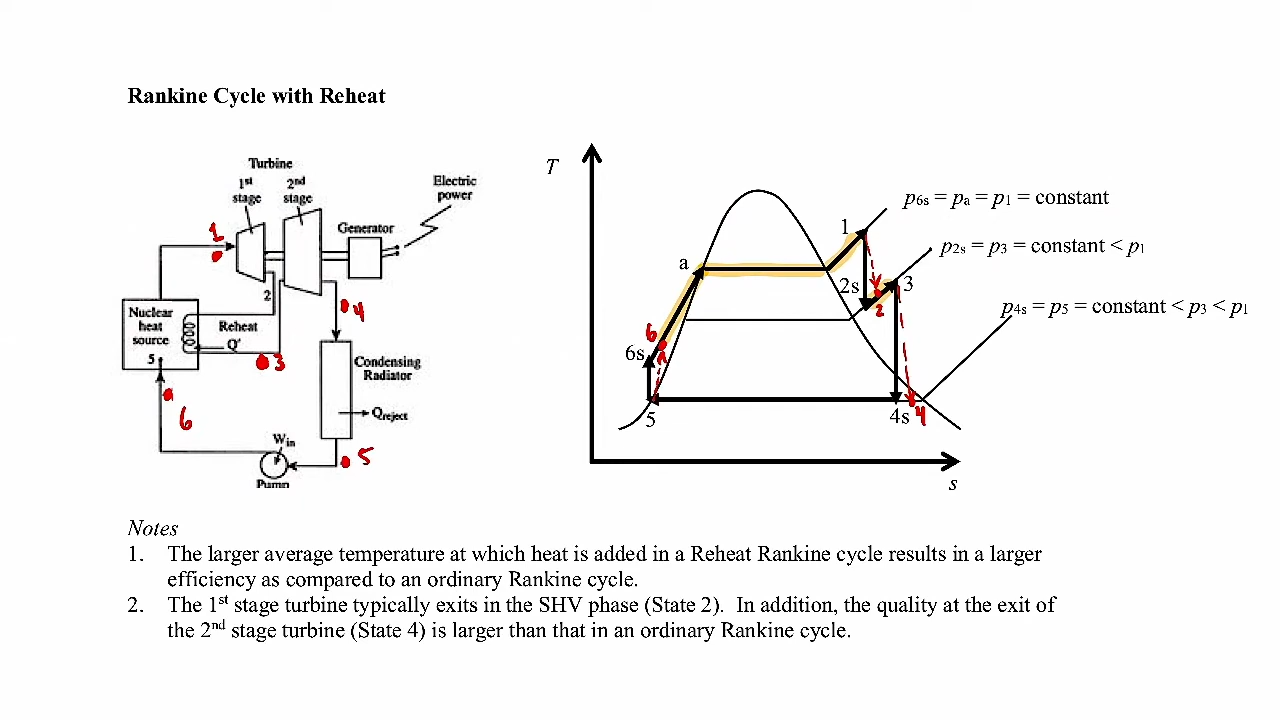 Rankine Cycle with Reheat
Turbine
1st stage
2nd stage
Electric power
Generator
1
2
Nuclear heat source
5
Reheat
Q'
3
4
Condensing Radiator
Qreject
6
Win
Pump
5
T
p6s = pa = p1 = constant
p2s = p3 = constant < p1
p4s = p5 = constant < p3 < p1
1
a
2s
3
2
6
6s
5
4s
4
s
Notes
1. The larger average temperature at which heat is added in a Reheat Rankine cycle results in a larger
efficiency as compared to an ordinary Rankine cycle.
2. The 1st stage turbine typically exits in the SHV phase (State 2). In addition, the quality at the exit of
the 2nd stage turbine (State 4) is larger than that in an ordinary Rankine cycle.